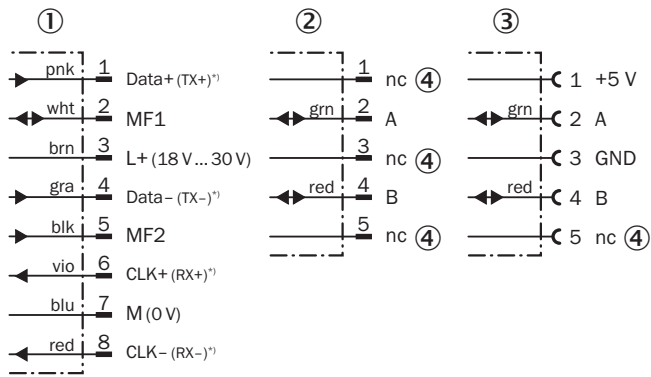 ① ② ③
pnk 1 Data+ (TX+)*)
wht 2 MF1
brn 3 L+ (18 V ... 30 V)
gra 4 Data– (TX–)*)
blk 5 MF2
vio 6 CLK+ (RX+)*)
blu 7 M (0 V)
red 8 CLK– (RX–)*)
1 nc ④
grn 2 A
3 nc ④
red 4 B
5 nc ④
1 +5 V
grn 2 A
3 GND
red 4 B
5 nc ④